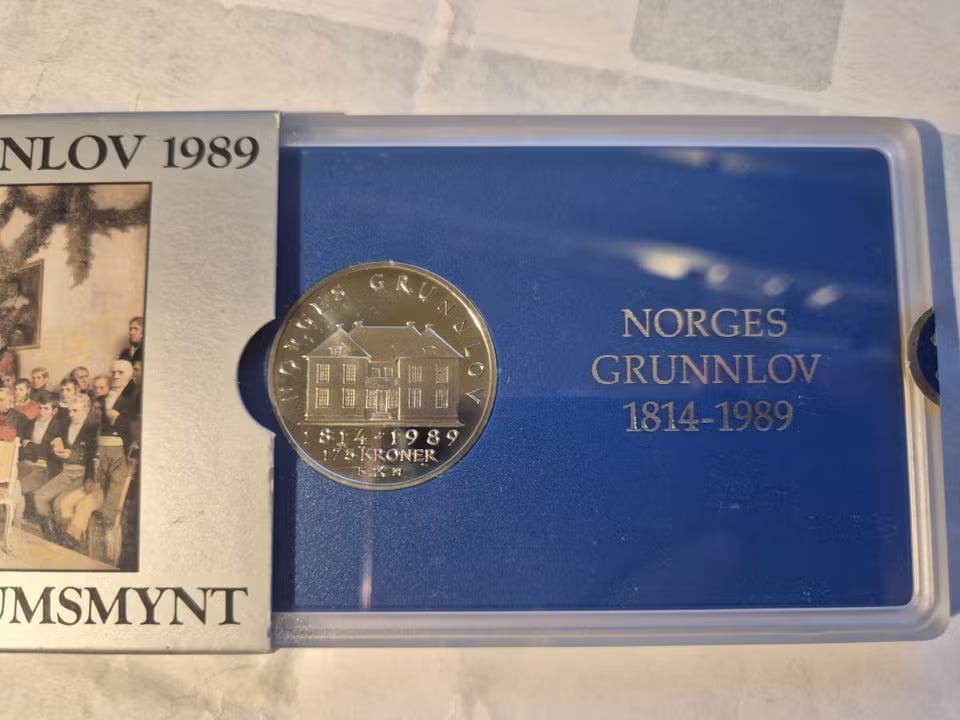 NLOV 1989
UMSMYNT
NORGES GRUNNLOV
1814-1989
175 KRONER
K M
NORGES
GRUNNLOV
1814-1989